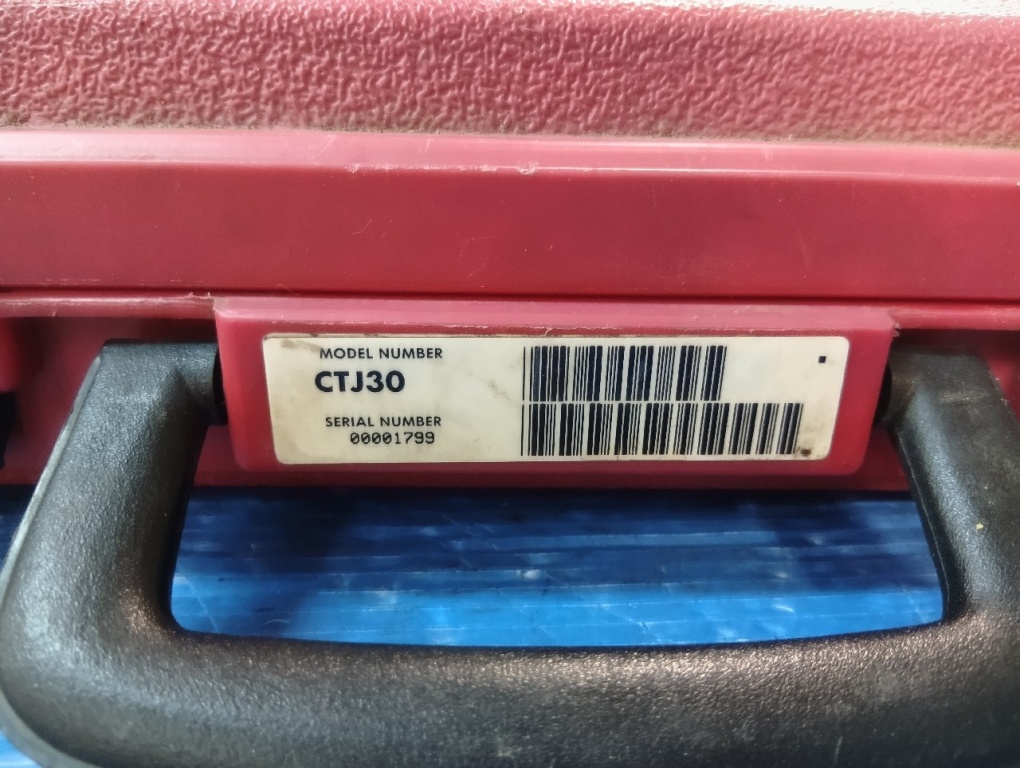 MODEL NUMBER
CTJ30
SERIAL NUMBER
00001799